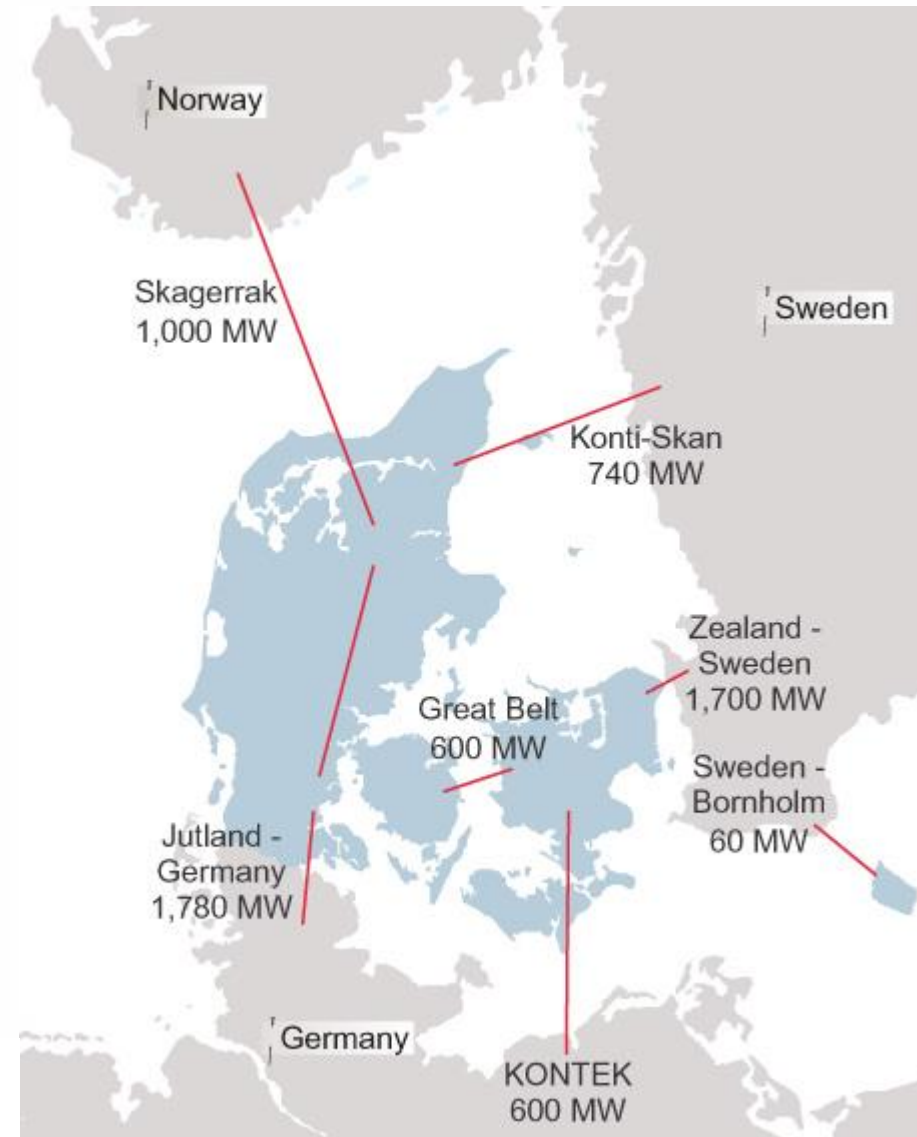 Norway
Skagerrak
1,000 MW
Sweden
Konti-Skan
740 MW
Zealand -
Sweden
1,700 MW
Great Belt
600 MW
Sweden -
Bornholm
60 MW
Jutland -
Germany
1,780 MW
Germany
KONTEK
600 MW